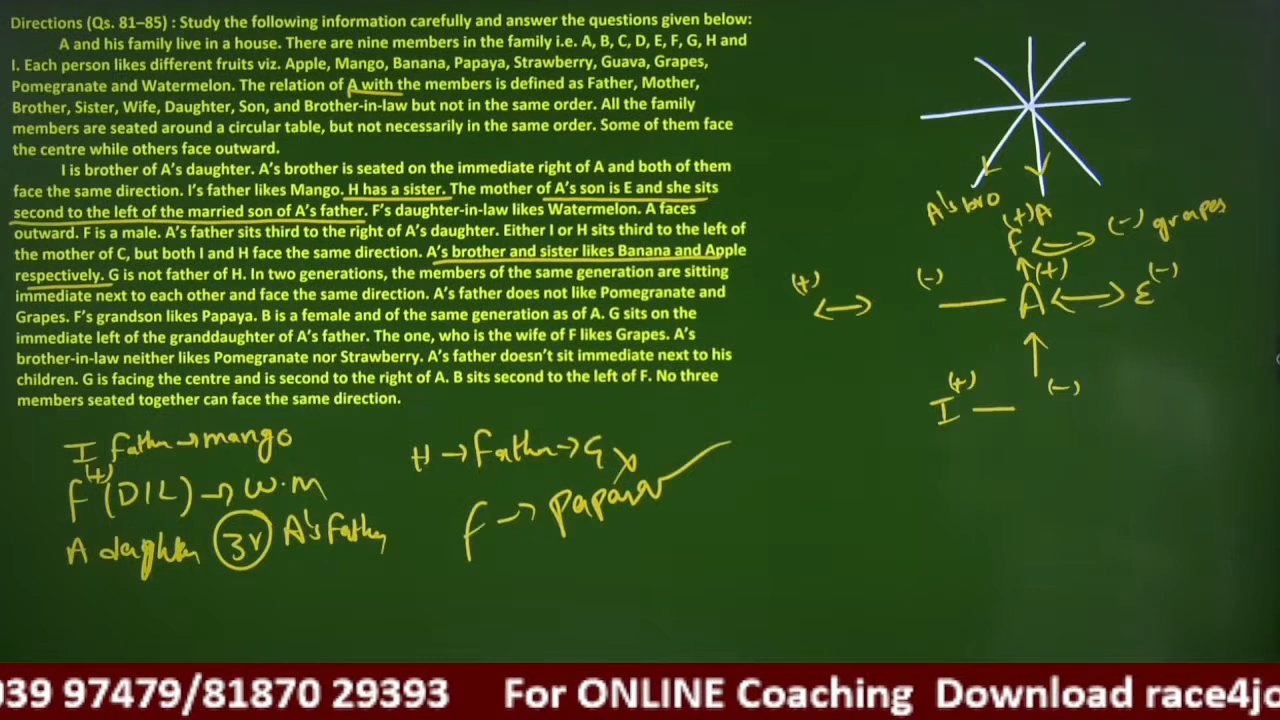 Directions (Qs. 81–85) : Study the following information carefully and answer the questions given below:
A and his family live in a house. There are nine members in the family i.e. A, B, C, D, E, F, G, H and
I. Each person likes different fruits viz. Apple, Mango, Banana, Papaya, Strawberry, Guava, Grapes,
Pomegranate and Watermelon. The relation of A with the members is defined as Father, Mother,
Brother, Sister, Wife, Daughter, Son, and Brother-in-law but not in the same order. All the family
members are seated around a circular table, but not necessarily in the same order. Some of them face
the centre while others face outward.
I is brother of A's daughter. A's brother is seated on the immediate right of A and both of them
face the same direction. I's father likes Mango. H has a sister. The mother of A's son is E and she sits
second to the left of the married son of A's father. F's daughter-in-law likes Watermelon. A faces
outward. F is a male. A's father sits third to the right of A's daughter. Either I or H sits third to the left of
the mother of C, but both I and H face the same direction. A's brother and sister likes Banana and Apple
respectively. G is not father of H. In two generations, the members of the same generation are sitting
immediate next to each other and face the same direction. A's father does not like Pomegranate and
Grapes. F's grandson likes Papaya. B is a female and of the same generation as of A. G sits on the
immediate left of the granddaughter of A's father. The one, who is the wife of F likes Grapes. A's
brother-in-law neither likes Pomegranate nor Strawberry. A's father doesn't sit immediate next to his
children. G is facing the centre and is second to the right of A. B sits second to the left of F. No three
members seated together can face the same direction.
A's bro
(+)A
F (-) grapes
(+) (-) A (+) E (-)
I (+) (-)
I father → mango
F (+) (DIL) → W.M
A daughter 3r A's Father
H → Father → G x
F → papaya
039 97479/81870 29393 For ONLINE Coaching Download race4jo